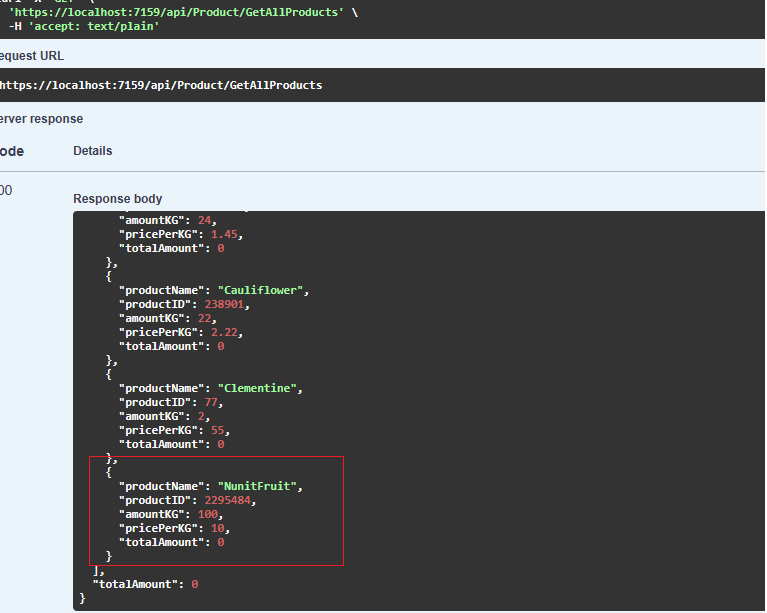 'https://localhost:7159/api/Product/GetAllProducts' \
-H 'accept: text/plain'
equest URL
https://localhost:7159/api/Product/GetAllProducts
erver response
ode Details
00
Response body
"amountKG": 24,
"pricePerKG": 1.45,
"totalAmount": 0
},
{
"productName": "Cauliflower",
"productID": 238901,
"amountKG": 22,
"pricePerKG": 2.22,
"totalAmount": 0
},
{
"productName": "Clementine",
"productID": 77,
"amountKG": 2,
"pricePerKG": 55,
"totalAmount": 0
},
{
"productName": "NunitFruit",
"productID": 2295484,
"amountKG": 100,
"pricePerKG": 10,
"totalAmount": 0
}
],
"totalAmount": 0
}